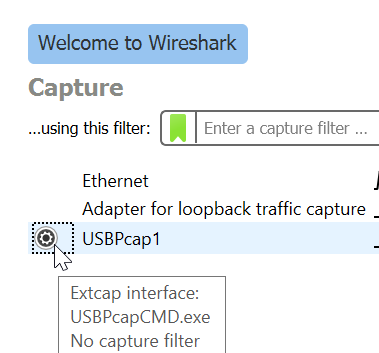 Welcome to Wireshark
Capture
...using this filter: Enter a capture filter ...
Ethernet
Adapter for loopback traffic capture
USBPcap1
Extcap interface:
USBPcapCMD.exe
No capture filter